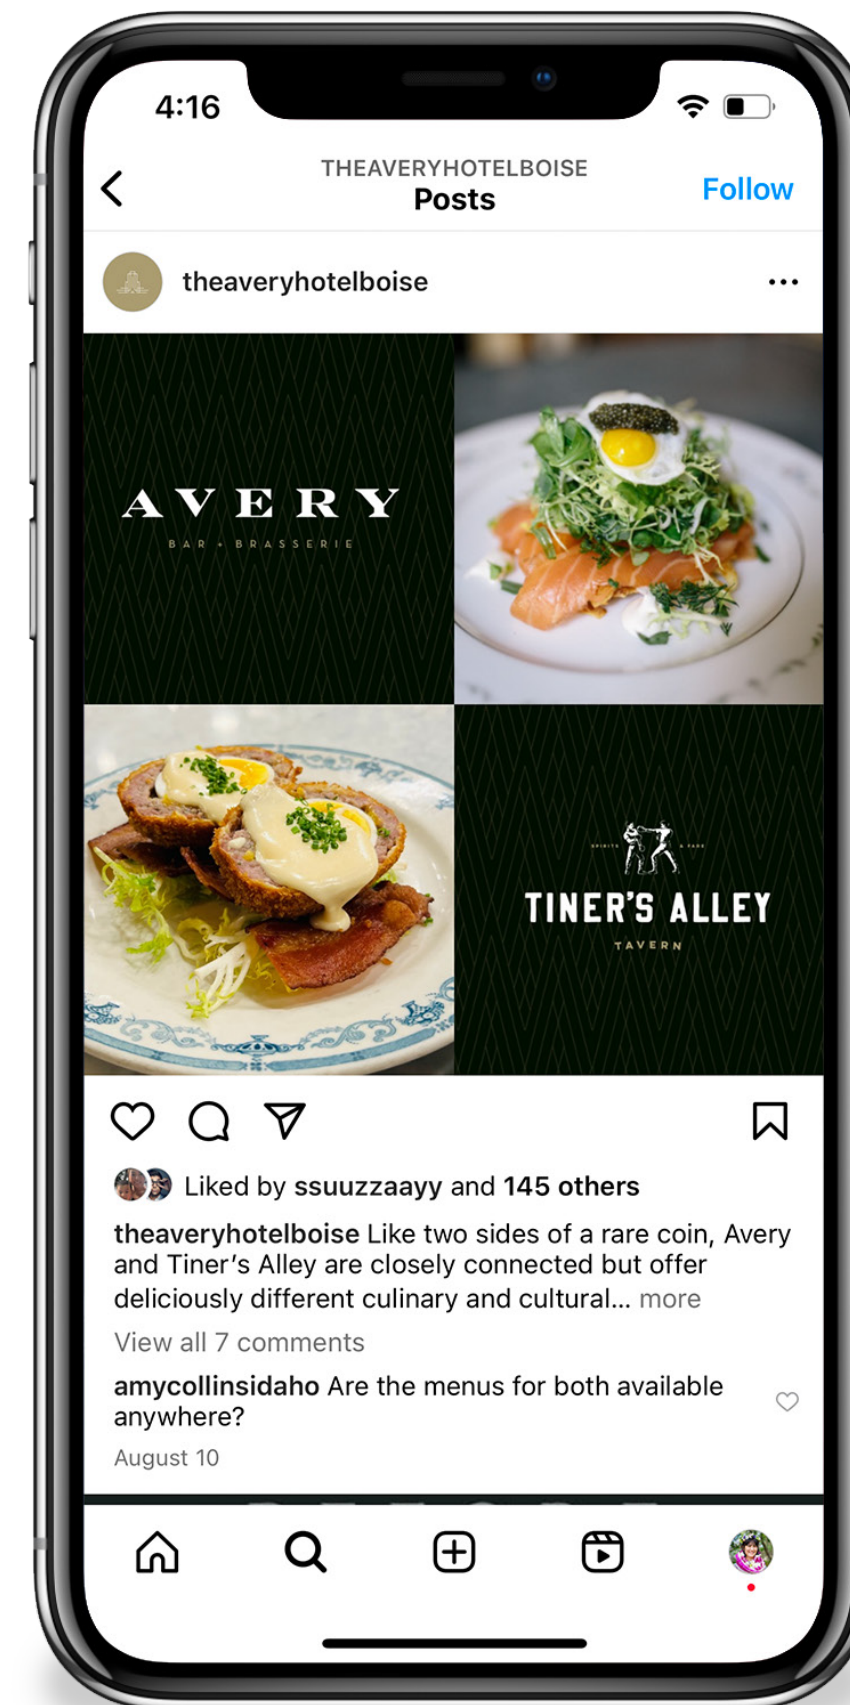 4:16
THEAVERYHOTELBOISE
Posts
Follow
theaveryhotelboise
AVERY
BAR + BRASSERIE
SPIRITS & FARE
TINER'S ALLEY
TAVERN
Liked by ssuuzzaayy and 145 others
theaveryhotelboise Like two sides of a rare coin, Avery
and Tiner's Alley are closely connected but offer
deliciously different culinary and cultural... more
View all 7 comments
amycollinsidaho Are the menus for both available
anywhere?
August 10